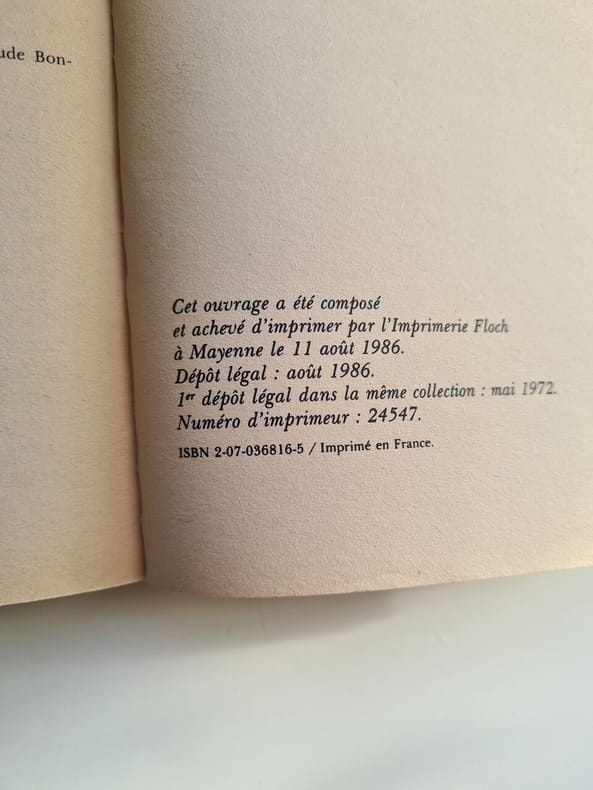 ude Bon-
Cet ouvrage a été composé
et achevé d'imprimer par l'Imprimerie Floch
à Mayenne le 11 août 1986.
Dépôt légal : août 1986.
1er dépôt légal dans la même collection : mai 1972.
Numéro d'imprimeur : 24547.
ISBN 2-07-036816-5 / Imprimé en France.